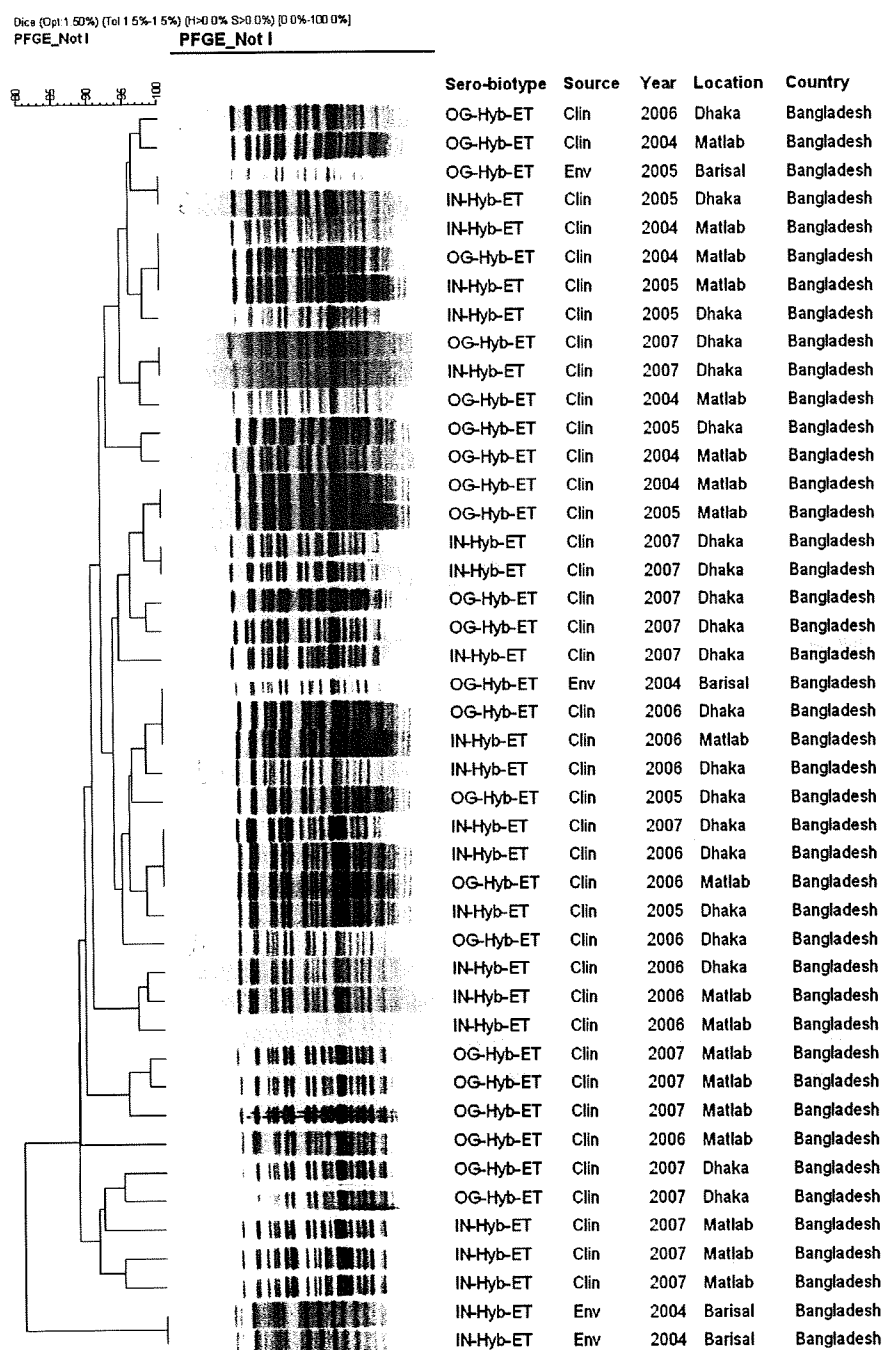 Dice (Opt:1.50%) (Tol 1.5%-1.5%) (H>0.0% S>0.0%) [0.0%-100.0%]
PFGE_Not I PFGE_Not I
80 85 90 95 100
Sero-biotype Source Year Location Country
OG-Hyb-ET Clin 2006 Dhaka Bangladesh
OG-Hyb-ET Clin 2004 Matlab Bangladesh
OG-Hyb-ET Env 2005 Barisal Bangladesh
IN-Hyb-ET Clin 2005 Dhaka Bangladesh
IN-Hyb-ET Clin 2004 Matlab Bangladesh
OG-Hyb-ET Clin 2004 Matlab Bangladesh
IN-Hyb-ET Clin 2005 Matlab Bangladesh
IN-Hyb-ET Clin 2005 Dhaka Bangladesh
OG-Hyb-ET Clin 2007 Dhaka Bangladesh
IN-Hyb-ET Clin 2007 Dhaka Bangladesh
OG-Hyb-ET Clin 2004 Matlab Bangladesh
OG-Hyb-ET Clin 2005 Dhaka Bangladesh
OG-Hyb-ET Clin 2004 Matlab Bangladesh
OG-Hyb-ET Clin 2004 Matlab Bangladesh
OG-Hyb-ET Clin 2005 Matlab Bangladesh
IN-Hyb-ET Clin 2007 Dhaka Bangladesh
IN-Hyb-ET Clin 2007 Dhaka Bangladesh
OG-Hyb-ET Clin 2007 Dhaka Bangladesh
OG-Hyb-ET Clin 2007 Dhaka Bangladesh
IN-Hyb-ET Clin 2007 Dhaka Bangladesh
OG-Hyb-ET Env 2004 Barisal Bangladesh
OG-Hyb-ET Clin 2006 Dhaka Bangladesh
IN-Hyb-ET Clin 2006 Matlab Bangladesh
IN-Hyb-ET Clin 2006 Dhaka Bangladesh
OG-Hyb-ET Clin 2005 Dhaka Bangladesh
IN-Hyb-ET Clin 2007 Dhaka Bangladesh
IN-Hyb-ET Clin 2006 Dhaka Bangladesh
OG-Hyb-ET Clin 2006 Matlab Bangladesh
IN-Hyb-ET Clin 2005 Dhaka Bangladesh
OG-Hyb-ET Clin 2006 Dhaka Bangladesh
IN-Hyb-ET Clin 2006 Dhaka Bangladesh
IN-Hyb-ET Clin 2006 Matlab Bangladesh
IN-Hyb-ET Clin 2006 Matlab Bangladesh
OG-Hyb-ET Clin 2007 Matlab Bangladesh
OG-Hyb-ET Clin 2007 Matlab Bangladesh
OG-Hyb-ET Clin 2007 Matlab Bangladesh
OG-Hyb-ET Clin 2006 Matlab Bangladesh
OG-Hyb-ET Clin 2007 Dhaka Bangladesh
OG-Hyb-ET Clin 2007 Dhaka Bangladesh
IN-Hyb-ET Clin 2007 Matlab Bangladesh
IN-Hyb-ET Clin 2007 Matlab Bangladesh
IN-Hyb-ET Clin 2007 Matlab Bangladesh
IN-Hyb-ET Env 2004 Barisal Bangladesh
IN-Hyb-ET Env 2004 Barisal Bangladesh